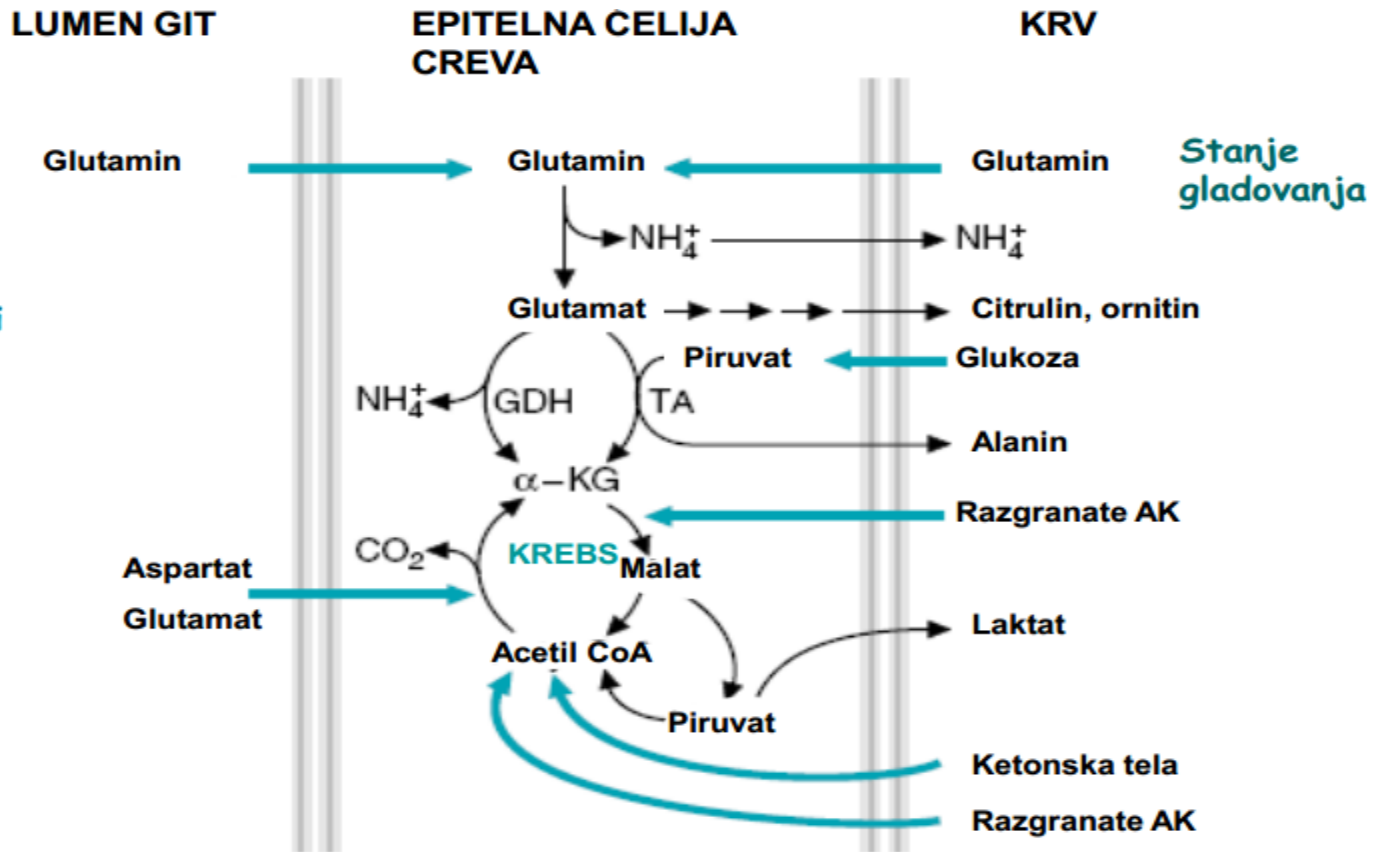 LUMEN GIT
EPITELNA ĆELIJA
CREVA
KRV
Glutamin
Glutamin
Glutamin
Stanje
gladovanja
NH4+
NH4+
Glutamat
Citrulin, ornitin
i
Piruvat
Glukoza
NH4+
GDH
TA
Alanin
α–KG
Razgranate AK
CO2
KREBS
Malat
Aspartat
Glutamat
Laktat
Acetil CoA
Piruvat
Ketonska tela
Razgranate AK